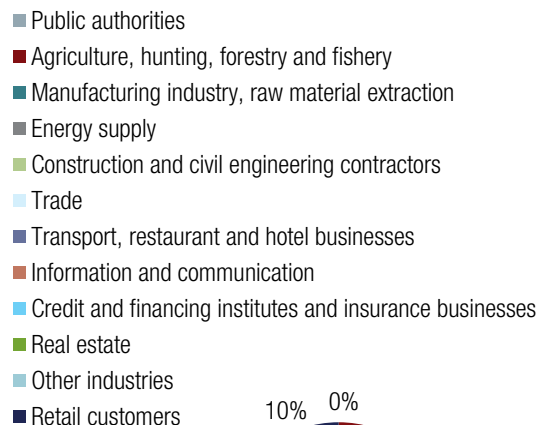 Public authorities
Agriculture, hunting, forestry and fishery
Manufacturing industry, raw material extraction
Energy supply
Construction and civil engineering contractors
Trade
Transport, restaurant and hotel businesses
Information and communication
Credit and financing institutes and insurance businesses
Real estate
Other industries
Retail customers
10% 0%